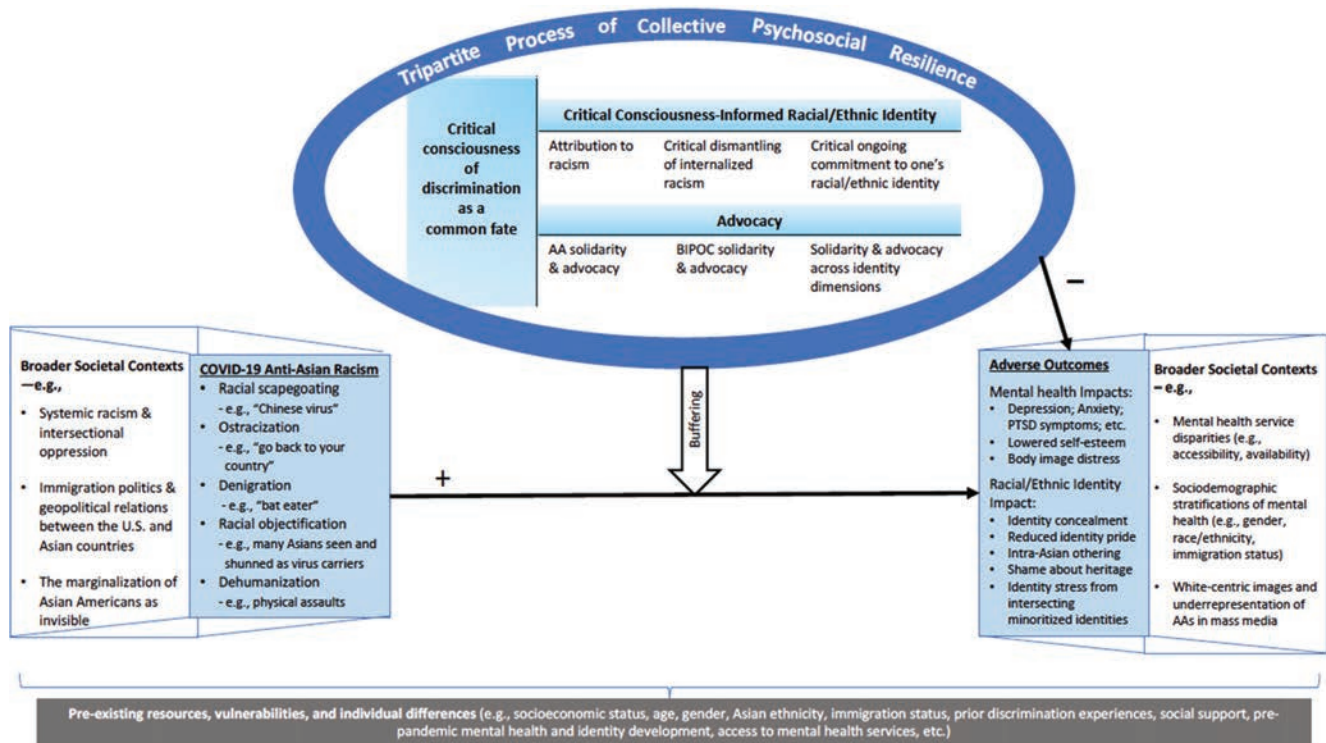 Tripartite Process of Collective Psychosocial Resilience
Critical
consciousness
of
discrimination
as a
common fate
Critical Consciousness-Informed Racial/Ethnic Identity
Attribution to
racism
Critical dismantling
of internalized
racism
Critical ongoing
commitment to one's
racial/ethnic identity
Advocacy
AA solidarity
& advocacy
BIPOC solidarity
& advocacy
Solidarity & advocacy
across identity
dimensions
–
Buffering
+
Broader Societal Contexts
—e.g.,
• Systemic racism &
intersectional
oppression
• Immigration politics &
geopolitical relations
between the U.S. and
Asian countries
• The marginalization of
Asian Americans as
invisible
COVID-19 Anti-Asian Racism
• Racial scapegoating
- e.g., “Chinese virus”
• Ostracization
- e.g., “go back to your
country”
• Denigration
- e.g., “bat eater”
• Racial objectification
- e.g., many Asians seen and
shunned as virus carriers
• Dehumanization
- e.g., physical assaults
Adverse Outcomes
Mental health Impacts:
• Depression; Anxiety;
PTSD symptoms; etc.
• Lowered self-esteem
• Body image distress
Racial/Ethnic Identity
Impact:
• Identity concealment
• Reduced identity pride
• Intra-Asian othering
• Shame about heritage
• Identity stress from
intersecting
minoritized identities
Broader Societal Contexts
– e.g.,
• Mental health service
disparities (e.g.,
accessibility, availability)
• Sociodemographic
stratifications of mental
health (e.g., gender,
race/ethnicity,
immigration status)
• White-centric images and
underrepresentation of
AAs in mass media
Pre-existing resources, vulnerabilities, and individual differences (e.g., socioeconomic status, age, gender, Asian ethnicity, immigration status, prior discrimination experiences, social support, pre-
pandemic mental health and identity development, access to mental health services, etc.)